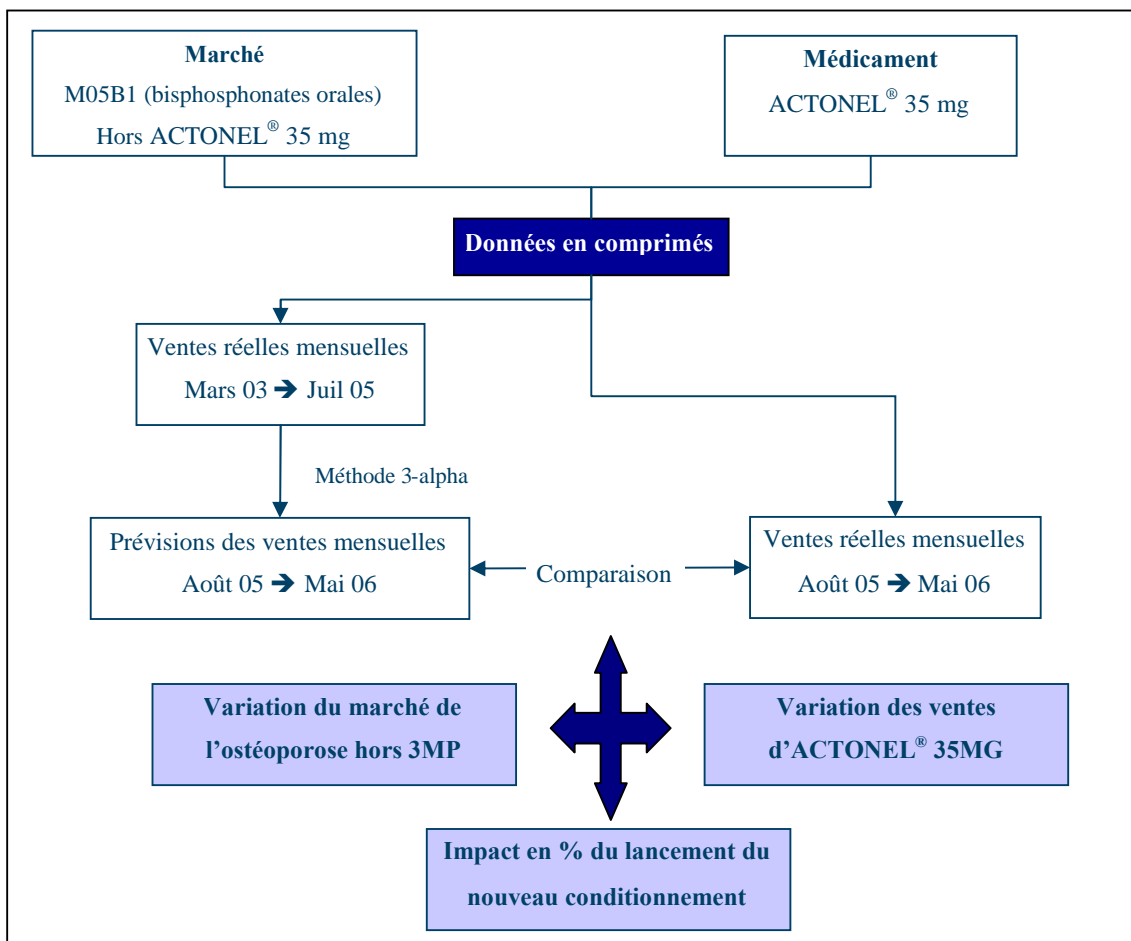 Marché
M05B1 (bisphosphonates orales)
Hors ACTONEL® 35 mg
Médicament
ACTONEL® 35 mg
Données en comprimés
Ventes réelles mensuelles
Mars 03 ➔ Juil 05
Méthode 3-alpha
Prévisions des ventes mensuelles
Août 05 ➔ Mai 06
Comparaison
Ventes réelles mensuelles
Août 05 ➔ Mai 06
Variation du marché de
l’ostéoporose hors 3MP
Variation des ventes
d’ACTONEL® 35MG
Impact en % du lancement du
nouveau conditionnement